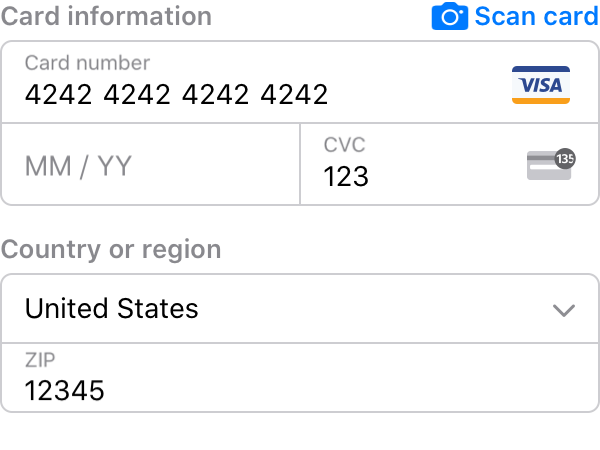 Card information
Scan card
Card number
4242 4242 4242 4242
VISA
MM / YY
CVC
123
135
Country or region
United States
ZIP
12345